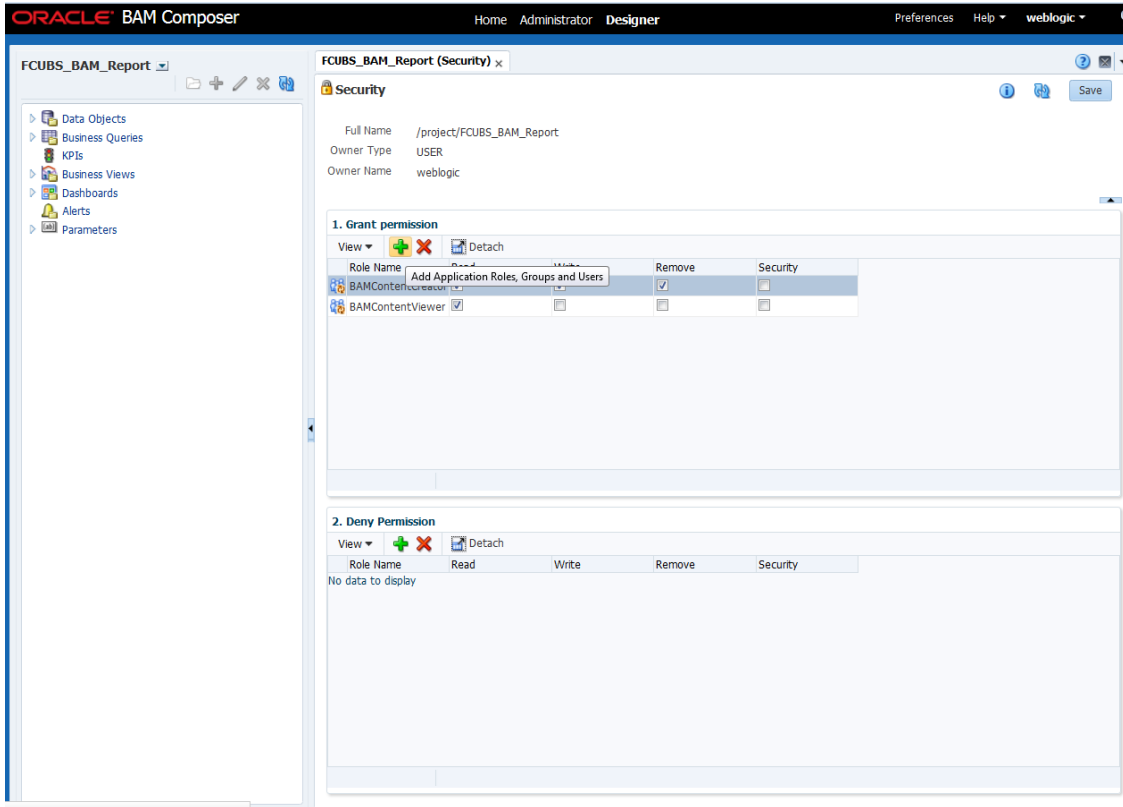 ORACLE BAM Composer
Home Administrator Designer
Preferences Help weblogic
FCUBS_BAM_Report
Data Objects
Business Queries
KPIs
Business Views
Dashboards
Alerts
Parameters
FCUBS_BAM_Report (Security)
Security
Save
Full Name /project/FCUBS_BAM_Report
Owner Type USER
Owner Name weblogic
1. Grant permission
View Detach
Role Name Remove Security
Add Application Roles, Groups and Users
BAMContentCreator
BAMContentViewer
2. Deny Permission
View Detach
Role Name Read Write Remove Security
No data to display